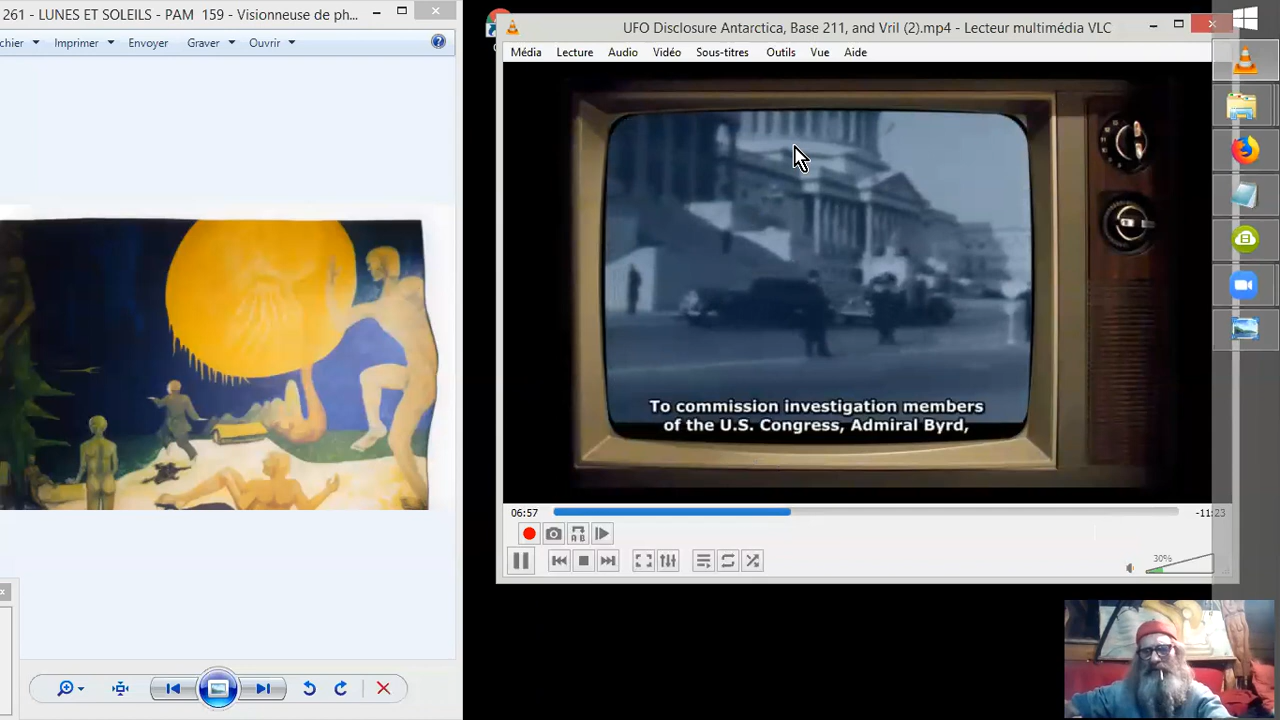 261 - LUNES ET SOLEILS - PAM 159 - Visionneuse de ph...
chier Imprimer Envoyer Graver Ouvrir
UFO Disclosure Antarctica, Base 211, and Vril (2).mp4 - Lecteur multimédia VLC
Média Lecture Audio Vidéo Sous-titres Outils Vue Aide
To commission investigation members
of the U.S. Congress, Admiral Byrd,
06:57 -11:23
A B
30%